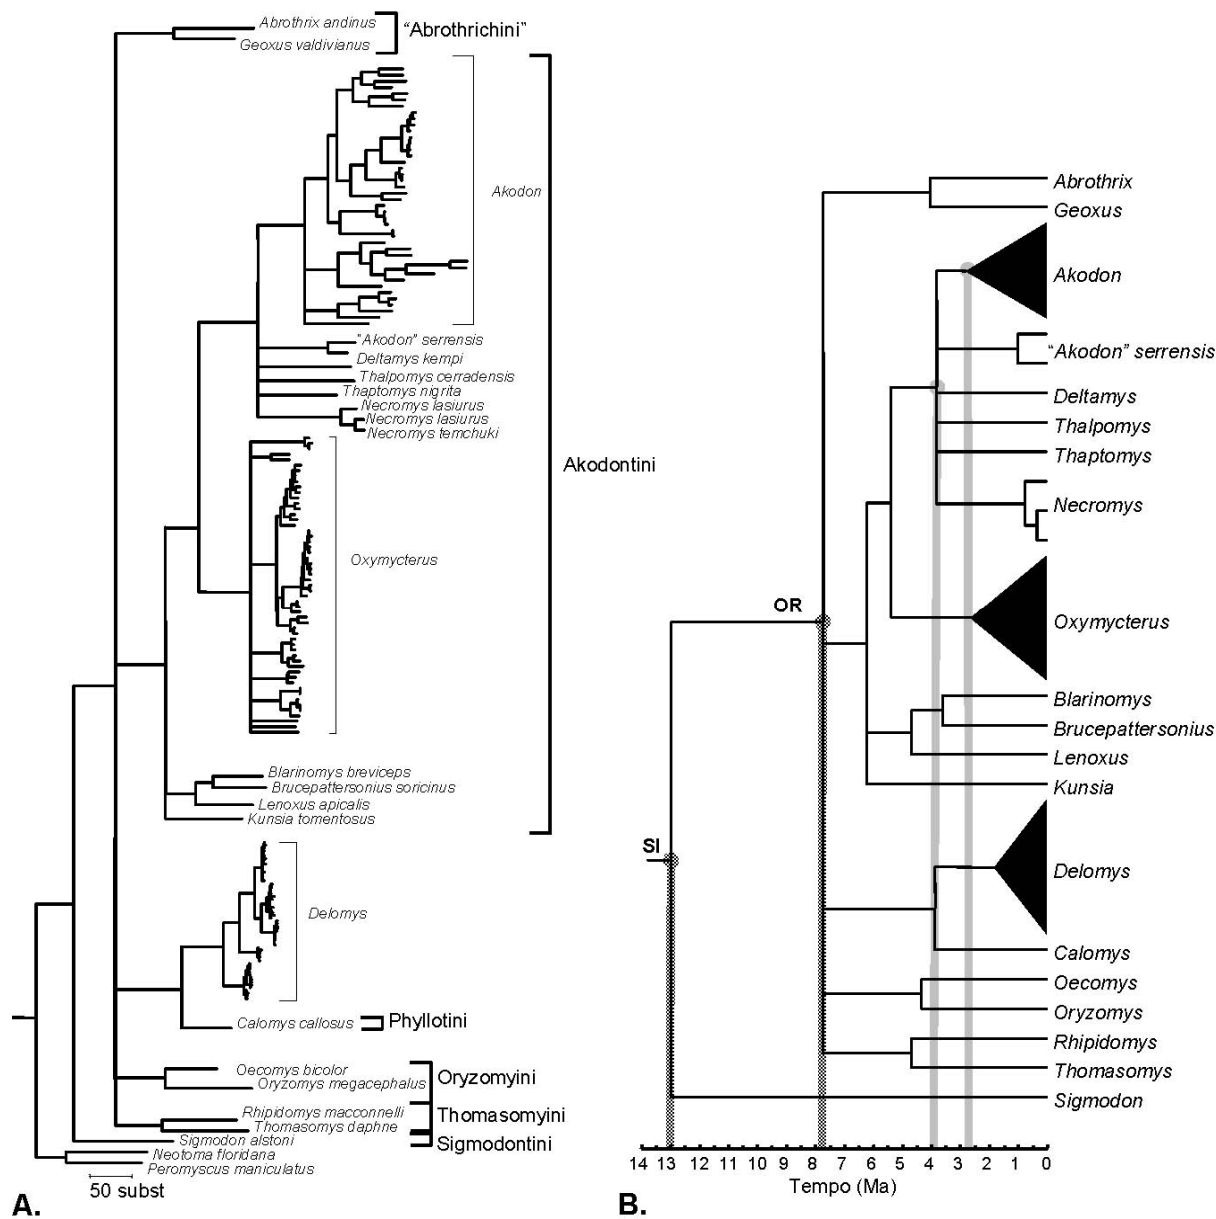 Abrothrix andinus
Geoxus valdivianus
“Abrothrichini”
Akodon
“Akodon” serrensis
Deltamys kempi
Thalpomys cerradensis
Thaptomys nigrita
Necromys lasiurus
Necromys lasiurus
Necromys temchuki
Akodontini
Oxymycterus
Blarinomys breviceps
Brucepattersonius soricinus
Lenoxus apicalis
Kunsia tomentosus
Delomys
Calomys callosus
Phyllotini
Oecomys bicolor
Oryzomys megacephalus
Oryzomyini
Rhipidomys macconnelli
Thomasomys daphne
Thomasomyini
Sigmodon alstoni
Sigmodontini
Neotoma floridana
Peromyscus maniculatus
50 subst
A.
Abrothrix
Geoxus
Akodon
“Akodon” serrensis
Deltamys
Thalpomys
Thaptomys
Necromys
OR
Oxymycterus
Blarinomys
Brucepattersonius
Lenoxus
Kunsia
SI
Delomys
Calomys
Oecomys
Oryzomys
Rhipidomys
Thomasomys
Sigmodon
14 13 12 11 10 9 8 7 6 5 4 3 2 1 0
Tempo (Ma)
B.